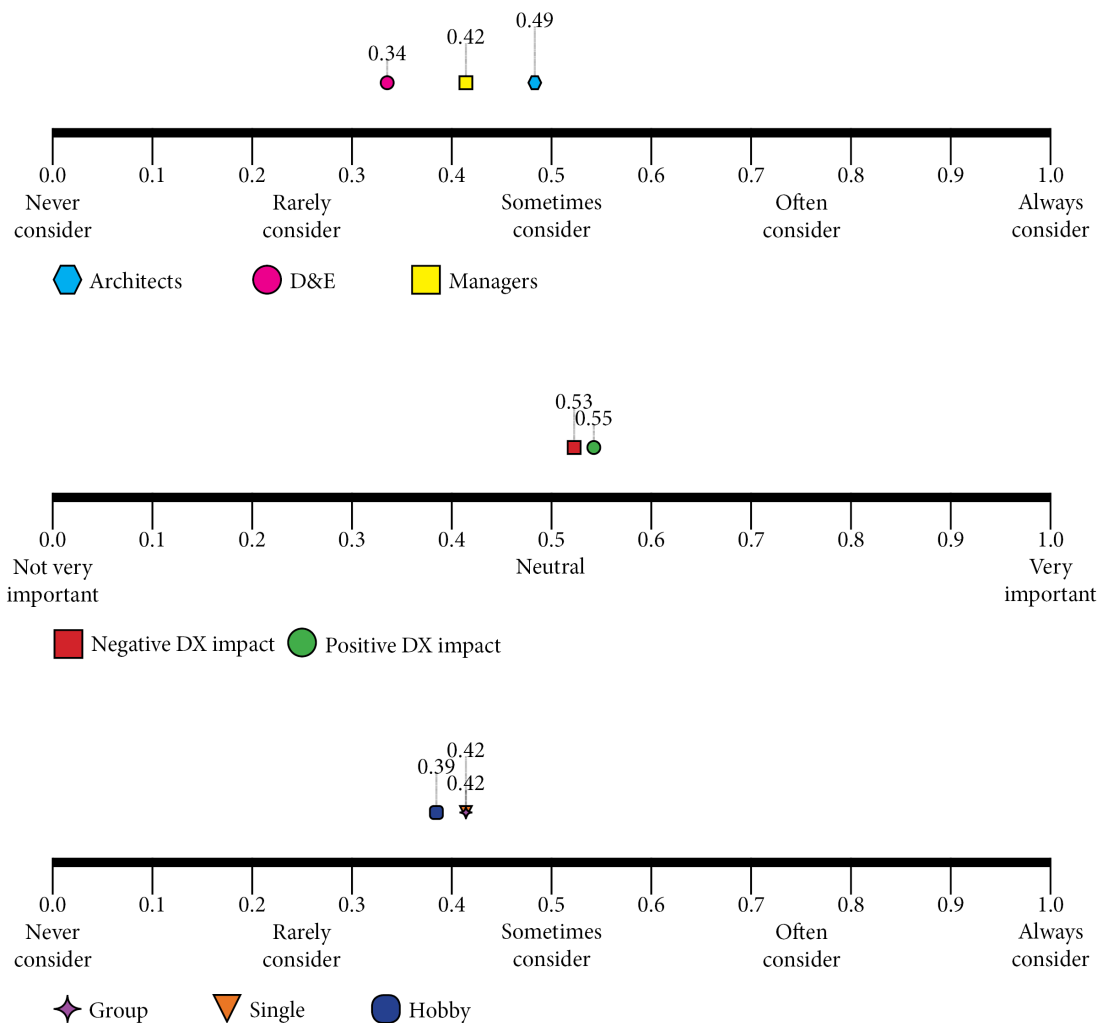 0.49
0.42
0.34
0.0 0.1 0.2 0.3 0.4 0.5 0.6 0.7 0.8 0.9 1.0
Never Rarely Sometimes Often Always
consider consider consider consider consider
Architects D&E Managers
0.53
0.55
0.0 0.1 0.2 0.3 0.4 0.5 0.6 0.7 0.8 0.9 1.0
Not very Neutral Very
important important
Negative DX impact Positive DX impact
0.42
0.39
0.42
0.0 0.1 0.2 0.3 0.4 0.5 0.6 0.7 0.8 0.9 1.0
Never Rarely Sometimes Often Always
consider consider consider consider consider
Group Single Hobby